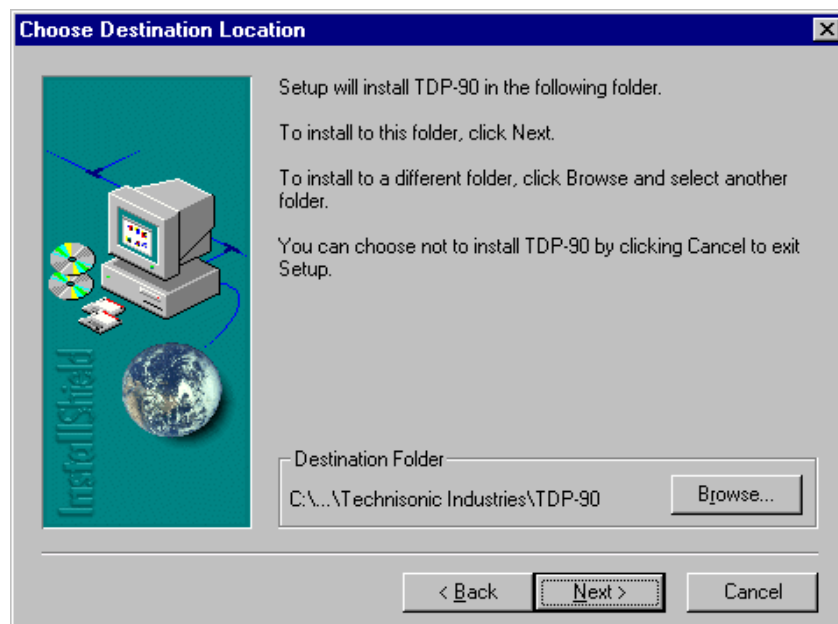 Choose Destination Location
Setup will install TDP-90 in the following folder.
To install to this folder, click Next.
To install to a different folder, click Browse and select another
folder.
You can choose not to install TDP-90 by clicking Cancel to exit
Setup.
InstallShield
Destination Folder
C:\...\Technisonic Industries\TDP-90
Browse...
< Back
Next >
Cancel